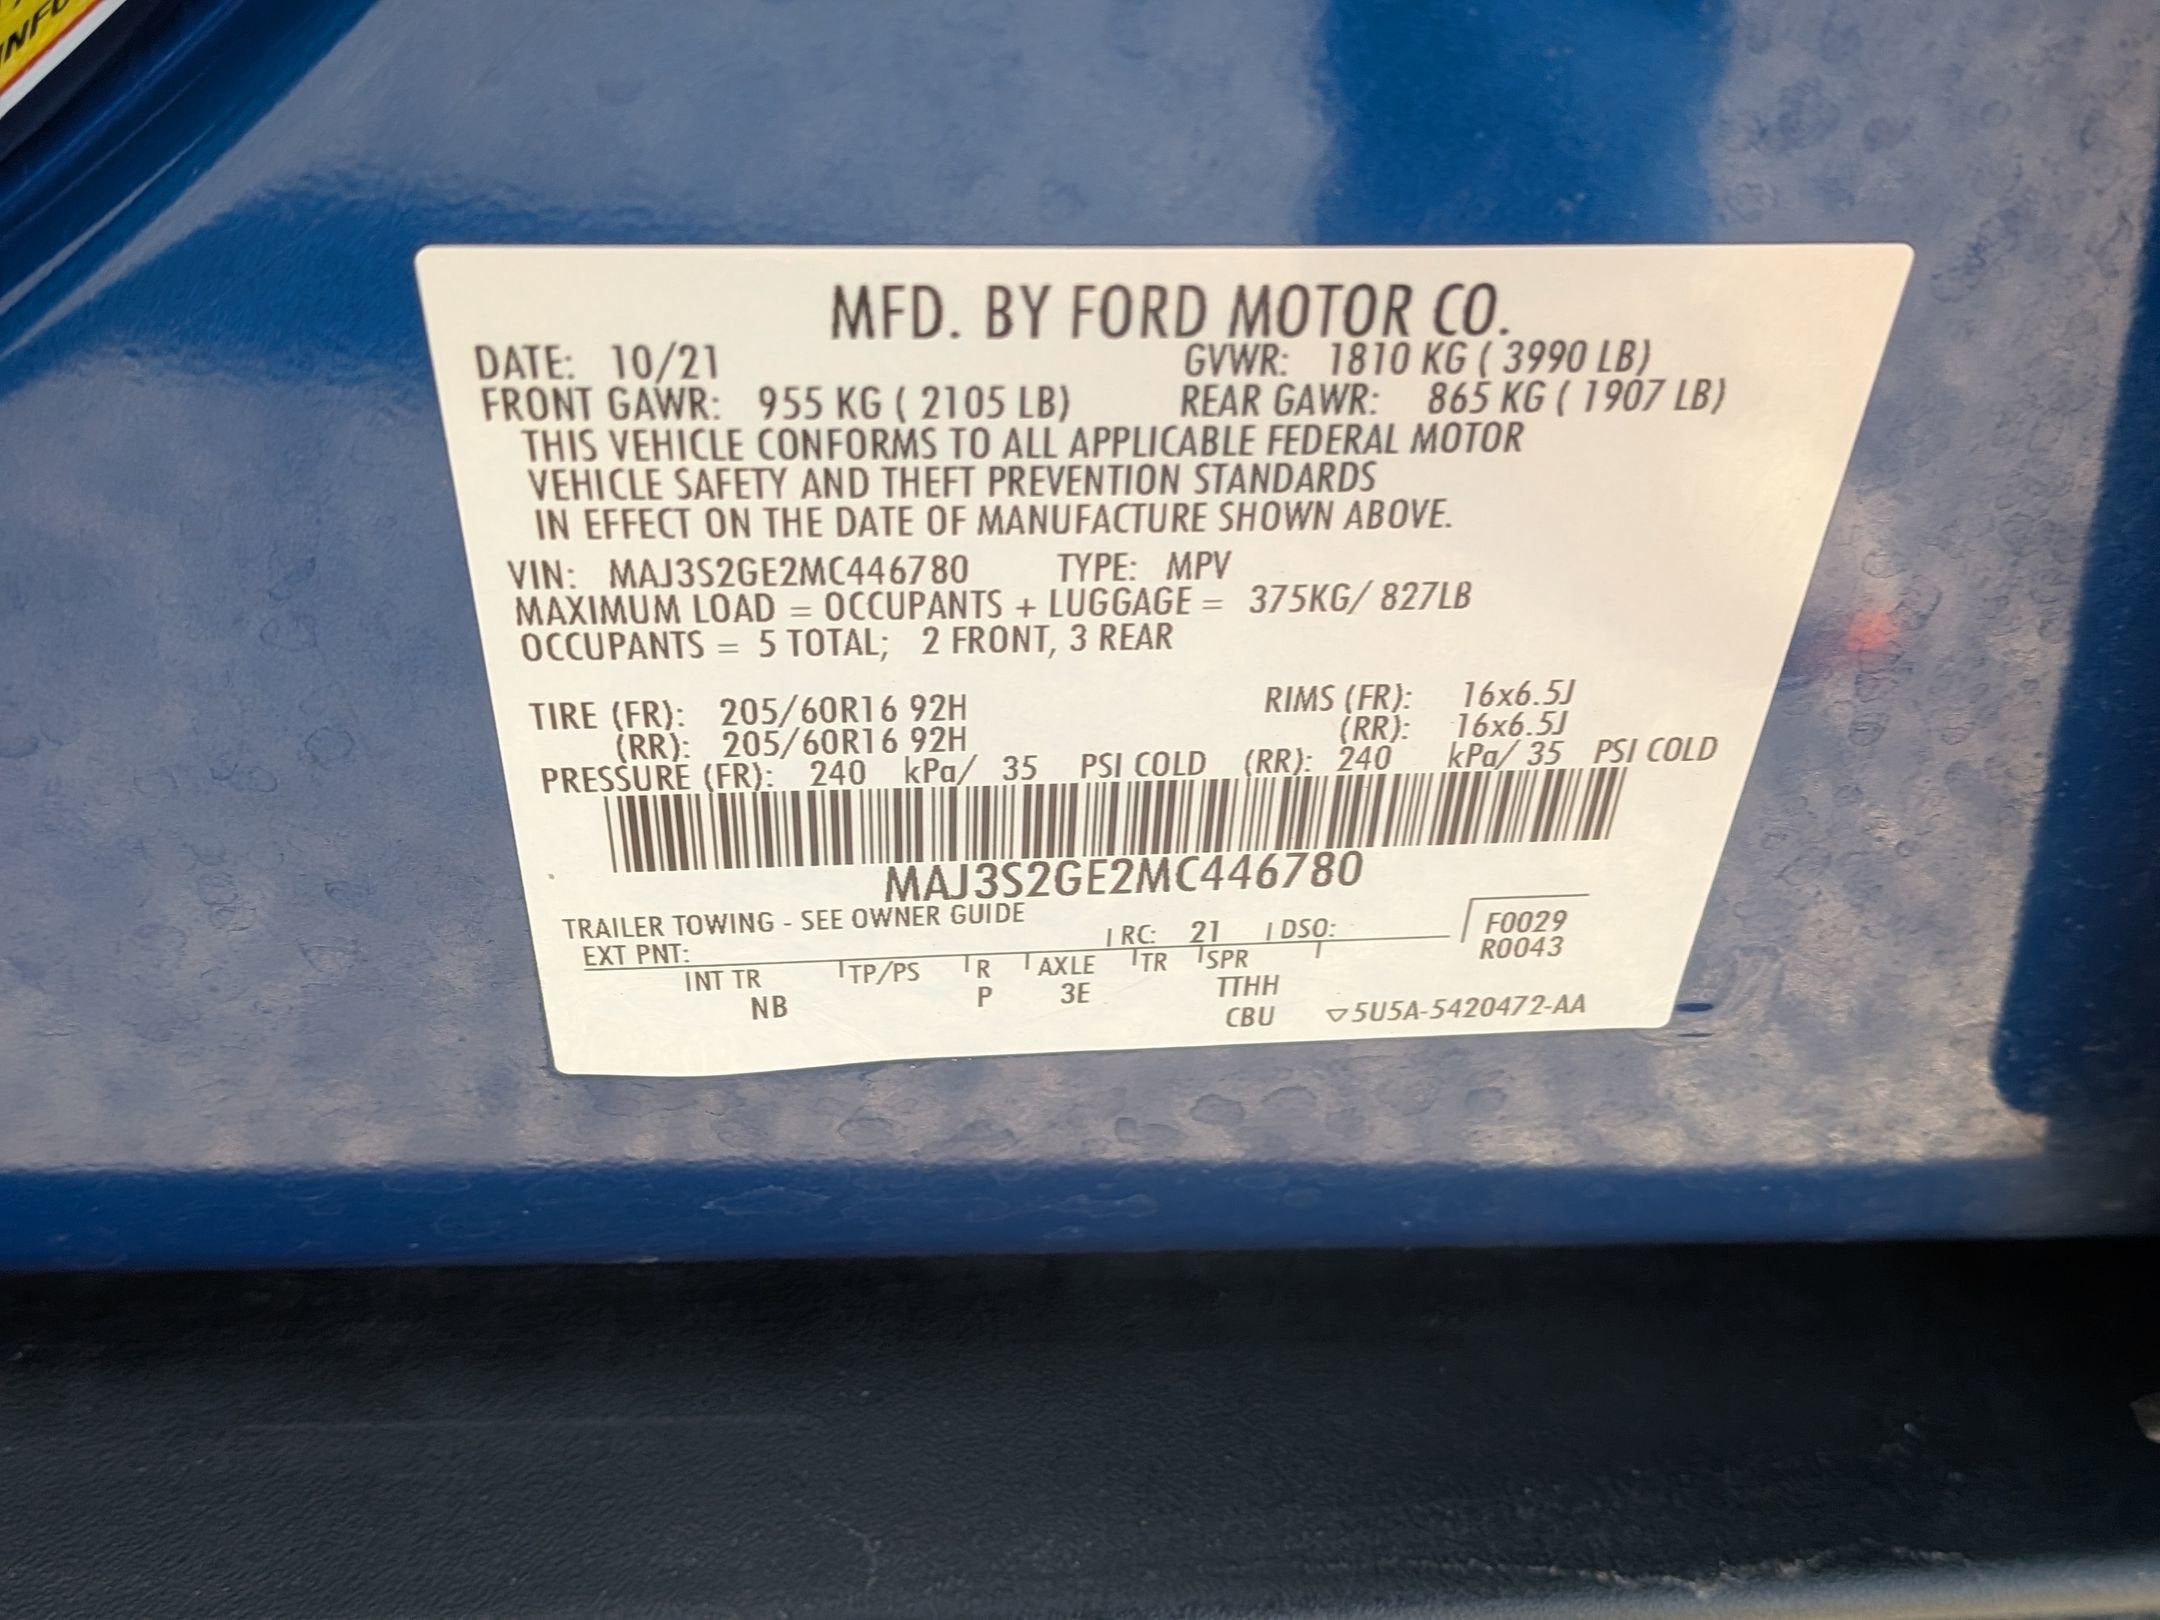 INFO
MFD. BY FORD MOTOR CO.
DATE: 10/21 GVWR: 1810 KG ( 3990 LB)
FRONT GAWR: 955 KG ( 2105 LB) REAR GAWR: 865 KG ( 1907 LB)
THIS VEHICLE CONFORMS TO ALL APPLICABLE FEDERAL MOTOR
VEHICLE SAFETY AND THEFT PREVENTION STANDARDS
IN EFFECT ON THE DATE OF MANUFACTURE SHOWN ABOVE.
VIN: MAJ3S2GE2MC446780 TYPE: MPV
MAXIMUM LOAD = OCCUPANTS + LUGGAGE = 375KG/ 827LB
OCCUPANTS = 5 TOTAL; 2 FRONT, 3 REAR
TIRE (FR): 205/60R16 92H RIMS (FR): 16x6.5J
(RR): 205/60R16 92H (RR): 16x6.5J
PRESSURE (FR): 240 kPa/ 35 PSI COLD (RR): 240 kPa/ 35 PSI COLD
MAJ3S2GE2MC446780
TRAILER TOWING - SEE OWNER GUIDE
EXT PNT: RC: 21 DSO: F0029
R0043
INT TR TP/PS R AXLE TR SPR
NB P 3E TTHH
CBU ▽5U5A-5420472-AA